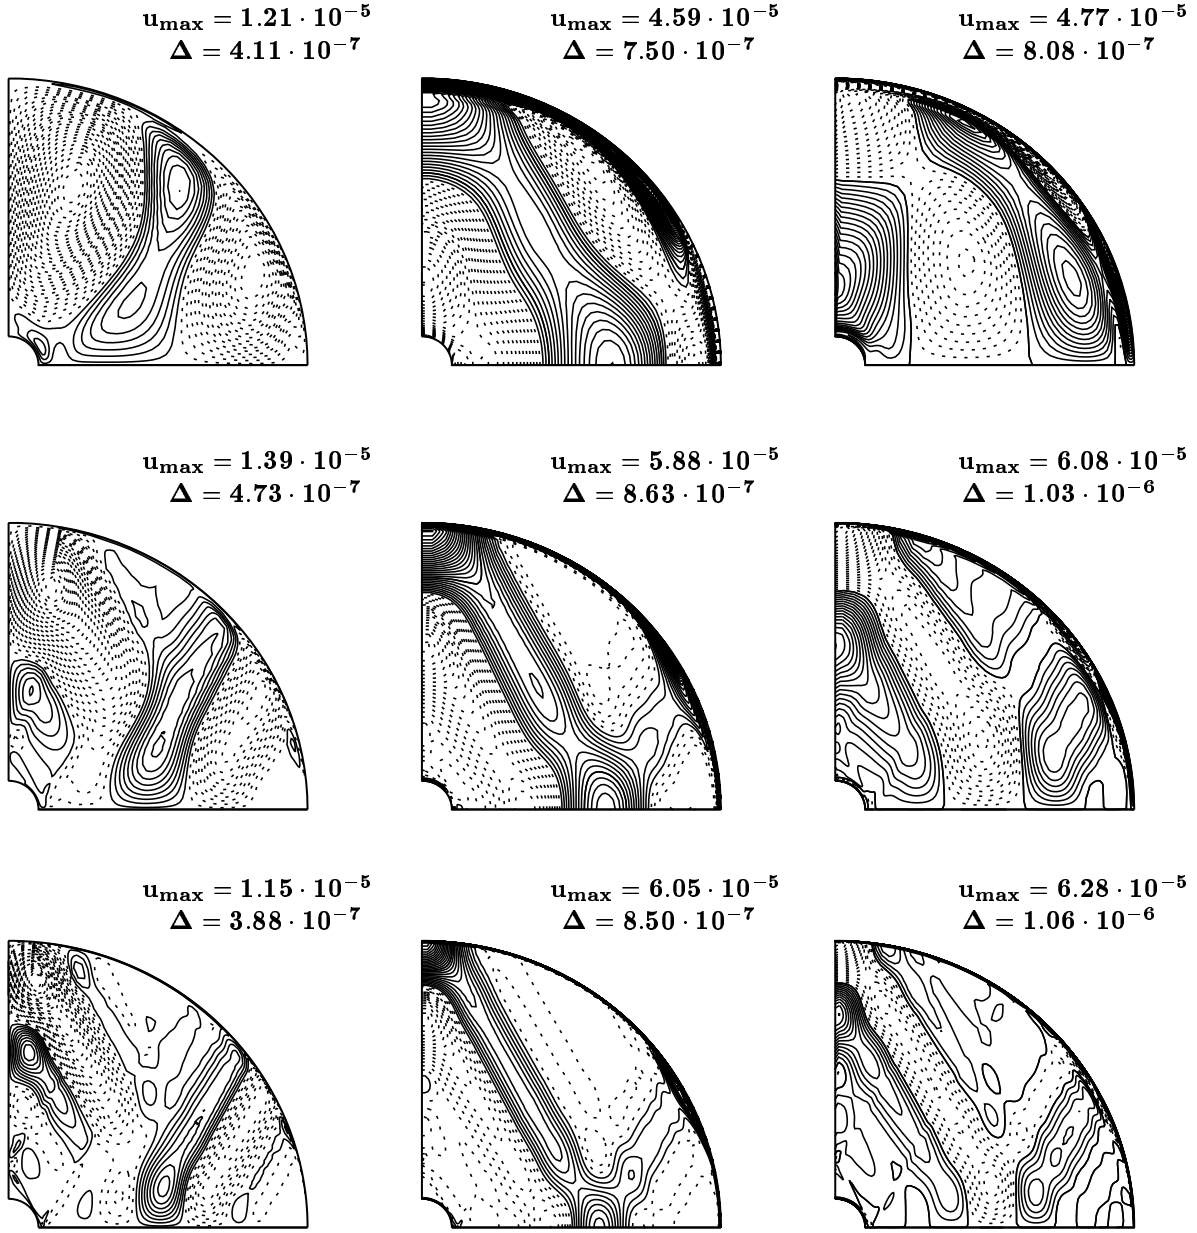 u_max = 1.21 · 10⁻⁵
Δ = 4.11 · 10⁻⁷
u_max = 4.59 · 10⁻⁵
Δ = 7.50 · 10⁻⁷
u_max = 4.77 · 10⁻⁵
Δ = 8.08 · 10⁻⁷
u_max = 1.39 · 10⁻⁵
Δ = 4.73 · 10⁻⁷
u_max = 5.88 · 10⁻⁵
Δ = 8.63 · 10⁻⁷
u_max = 6.08 · 10⁻⁵
Δ = 1.03 · 10⁻⁶
u_max = 1.15 · 10⁻⁵
Δ = 3.88 · 10⁻⁷
u_max = 6.05 · 10⁻⁵
Δ = 8.50 · 10⁻⁷
u_max = 6.28 · 10⁻⁵
Δ = 1.06 · 10⁻⁶